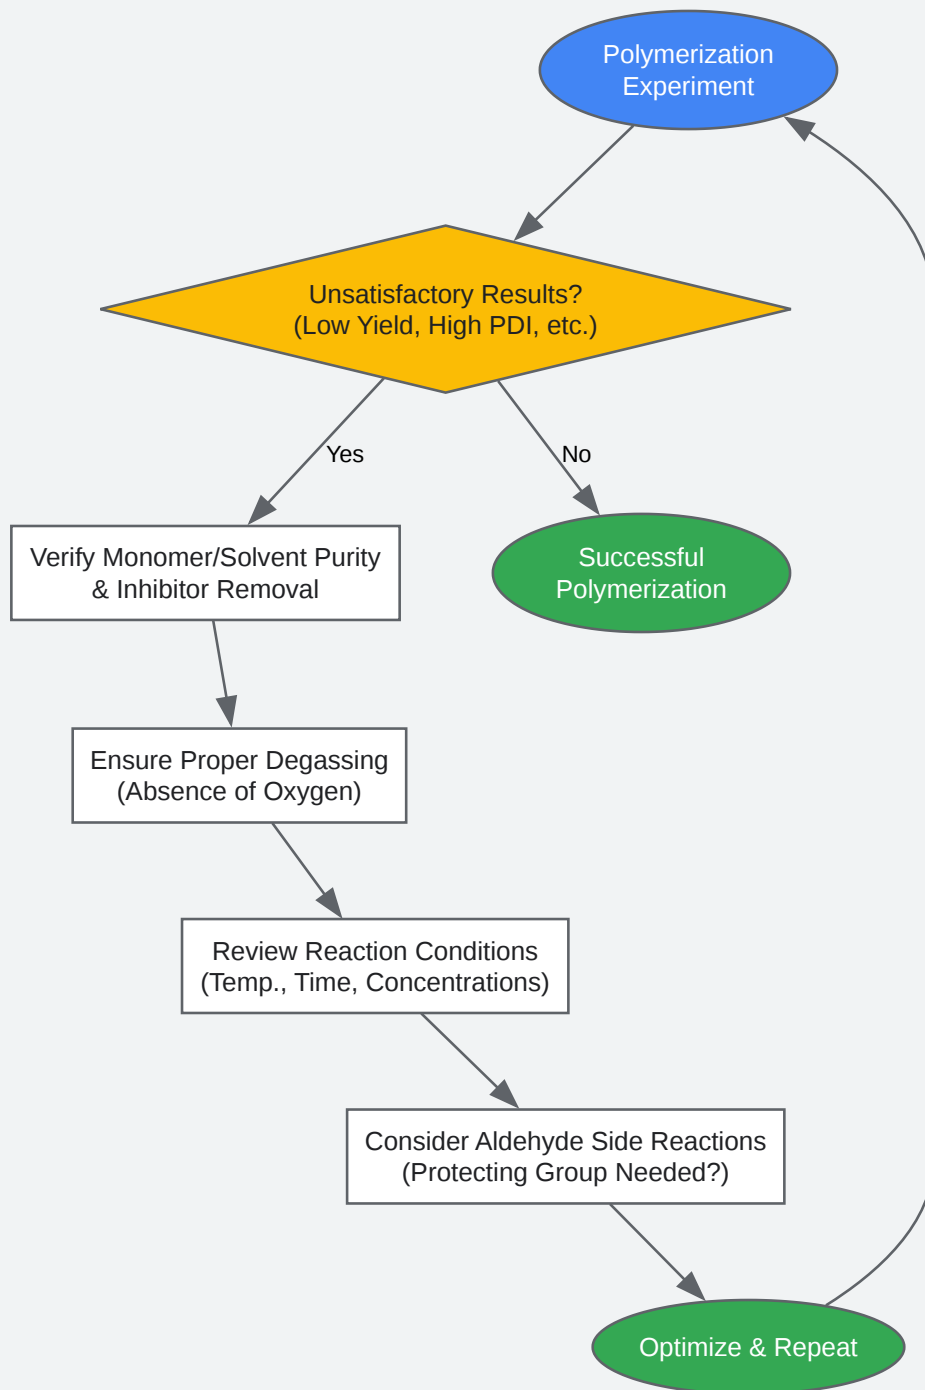 Polymerization
Experiment
Unsatisfactory Results?
(Low Yield, High PDI, etc.)
Yes
No
Verify Monomer/Solvent Purity
& Inhibitor Removal
Successful
Polymerization
Ensure Proper Degassing
(Absence of Oxygen)
Review Reaction Conditions
(Temp., Time, Concentrations)
Consider Aldehyde Side Reactions
(Protecting Group Needed?)
Optimize & Repeat